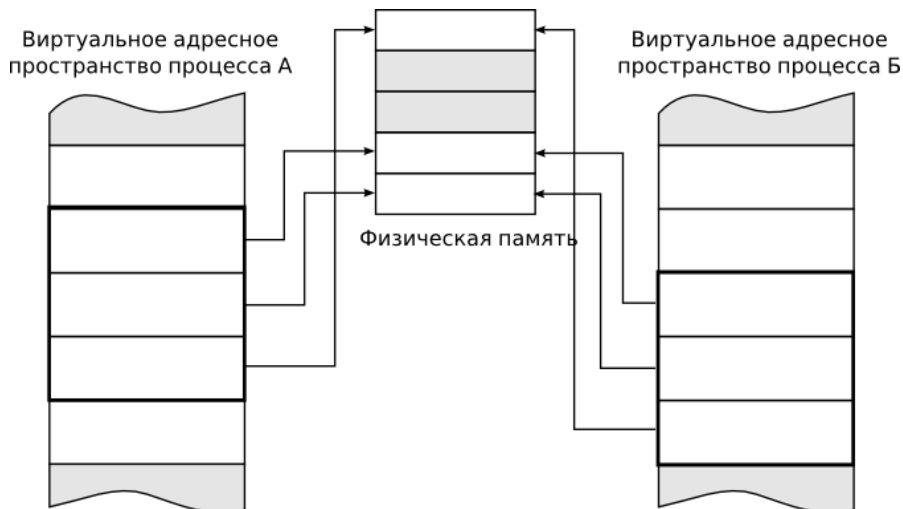 Виртуальное адресное
пространство процесса А
Виртуальное адресное
пространство процесса Б
Физическая память